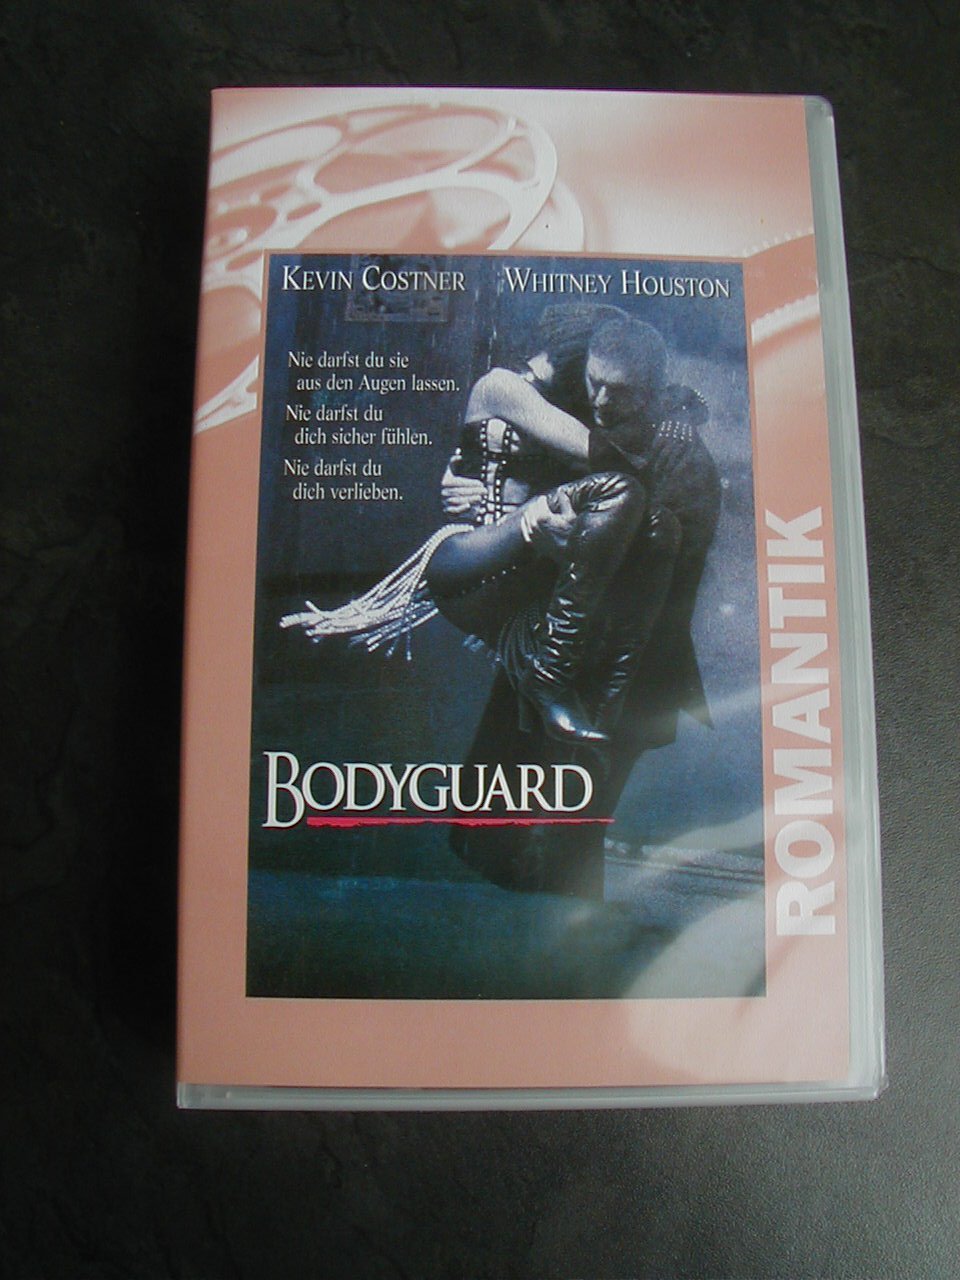 KEVIN COSTNER
WHITNEY HOUSTON
Nie darfst du sie
aus den Augen lassen.
Nie darfst du
dich sicher fühlen.
Nie darfst du
dich verlieben.
BODYGUARD
ROMANTIK